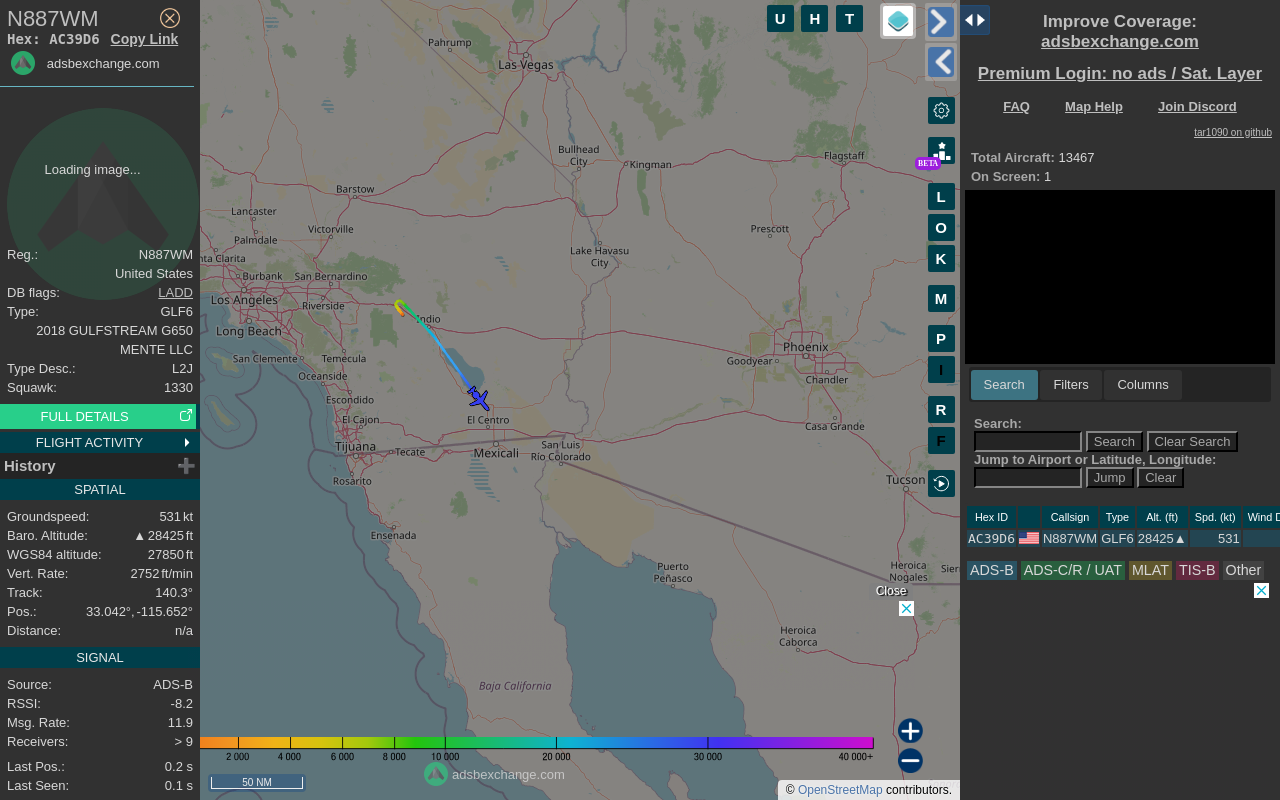 N887WM
Hex: AC39D6 Copy Link
adsbexchange.com
Loading image...
Reg.: N887WM
United States
DB flags: LADD
Type: GLF6
2018 GULFSTREAM G650
MENTE LLC
Type Desc.: L2J
Squawk: 1330
FULL DETAILS
FLIGHT ACTIVITY
History
SPATIAL
Groundspeed: 531 kt
Baro. Altitude: ▲ 28425 ft
WGS84 altitude: 27850 ft
Vert. Rate: 2752 ft/min
Track: 140.3°
Pos.: 33.042°, -115.652°
Distance: n/a
SIGNAL
Source: ADS-B
RSSI: -8.2
Msg. Rate: 11.9
Receivers: > 9
Last Pos.: 0.2 s
Last Seen: 0.1 s
U H T
Pahrump
Las Vegas
Bullhead
City
Kingman
Flagstaff
Barstow
Lancaster
Palmdale
Victorville
Prescott
Lake Havasu
City
nta Clarita
Burbank
San Bernardino
Los Angeles
Riverside
Indio
Long Beach
Phoenix
San Clemente
Temecula
Goodyear
Oceanside
Chandler
Escondido
El Cajon
El Centro
Casa Grande
Tijuana
Tecate
Mexicali
San Luis
Río Colorado
Rosarito
Tucson
Ensenada
Puerto
Peñasco
Heroica
Nogales
Sier
Heroica
Caborca
Baja California
BETA
L
O
K
M
P
I
R
F
Close
2 000 4 000 6 000 8 000 10 000 20 000 30 000 40 000+
adsbexchange.com
50 NM
© OpenStreetMap contributors.
Improve Coverage:
adsbexchange.com
Premium Login: no ads / Sat. Layer
FAQ Map Help Join Discord
tar1090 on github
Total Aircraft: 13467
On Screen: 1
Search Filters Columns
Search:
Search Clear Search
Jump to Airport or Latitude, Longitude:
Jump Clear
Hex ID Callsign Type Alt. (ft) Spd. (kt) Wind D
AC39D6 N887WM GLF6 28425▲ 531
ADS-B ADS-C/R / UAT MLAT TIS-B Other